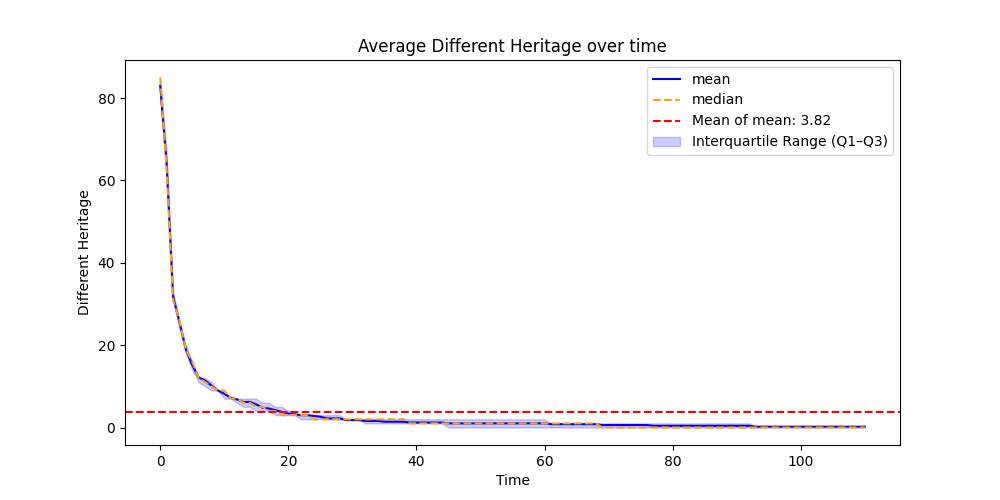 Average Different Heritage over time
mean
median
Mean of mean: 3.82
Interquartile Range (Q1–Q3)
Different Heritage
80
60
40
20
0
0 20 40 60 80 100
Time